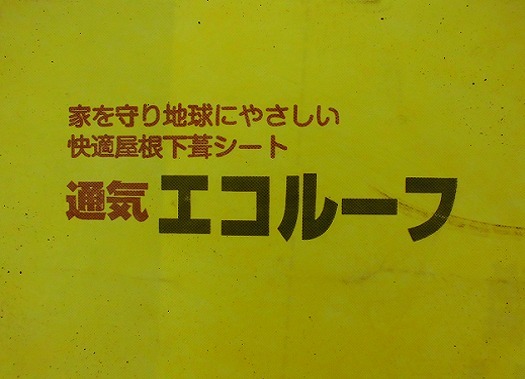 家を守り地球にやさしい
快適屋根下葺シート
通気 エコルーフ